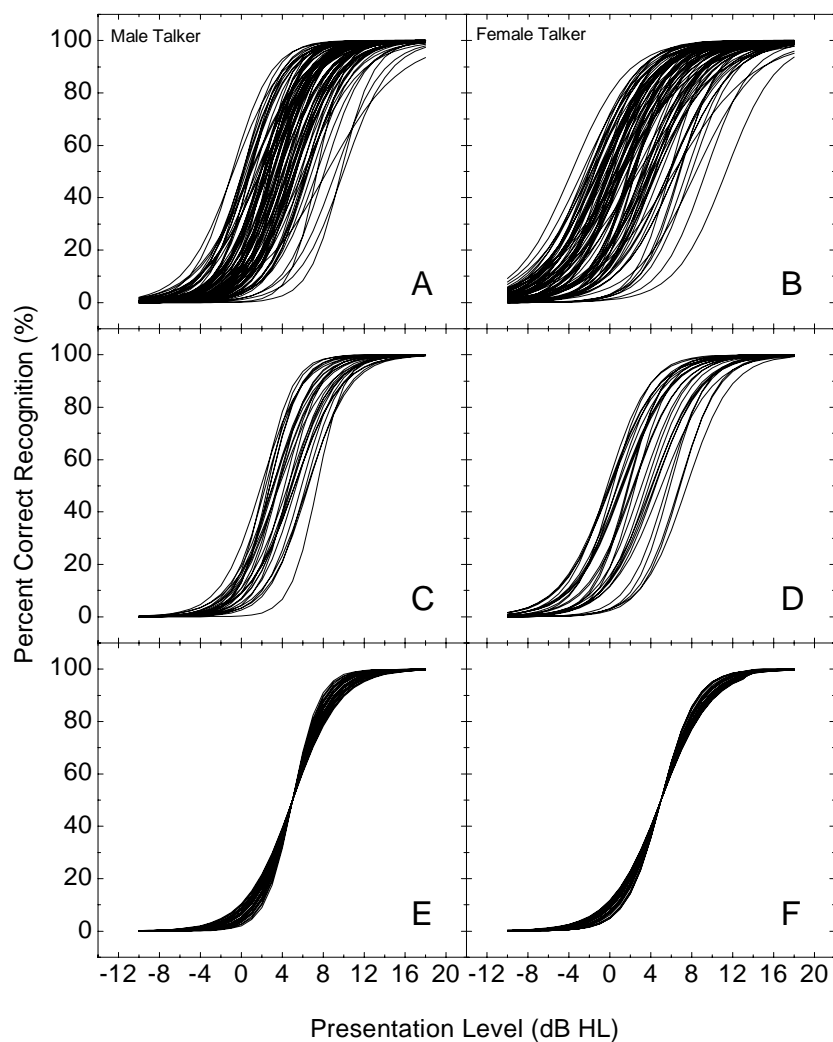 Male Talker
Female Talker
100
80
60
40
20
0
A
B
100
80
60
40
20
0
C
D
100
80
60
40
20
0
E
F
-12 -8 -4 0 4 8 12 16 20
-12 -8 -4 0 4 8 12 16 20
Percent Correct Recognition (%)
Presentation Level (dB HL)